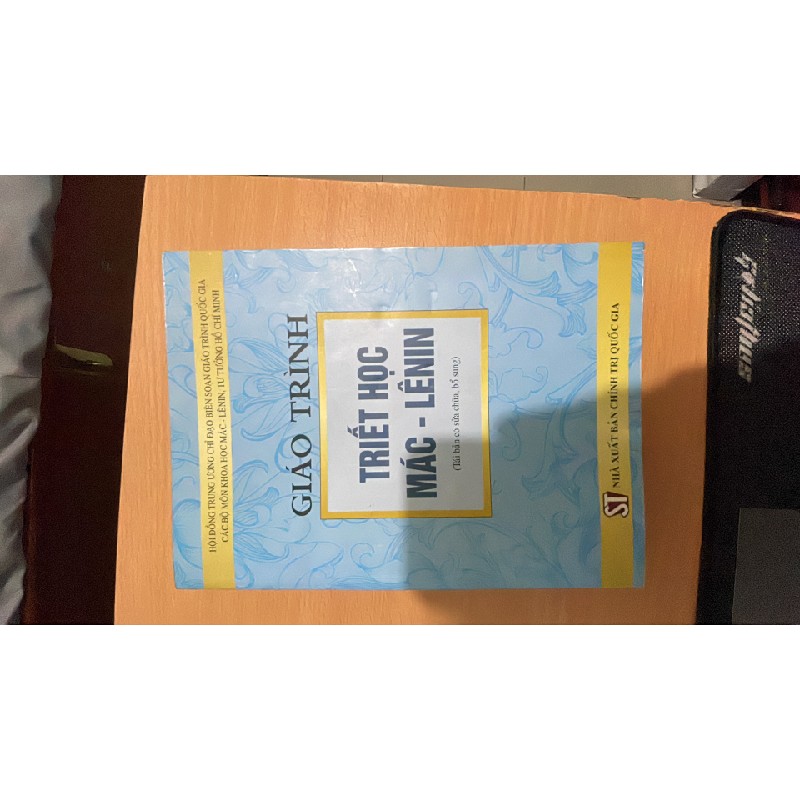 HỘI ĐỒNG TRUNG ƯƠNG CHỈ ĐẠO BIÊN SOẠN GIÁO TRÌNH QUỐC GIA
CÁC BỘ MÔN KHOA HỌC MÁC - LÊNIN, TƯ TƯỞNG HỒ CHÍ MINH
GIÁO TRÌNH
TRIẾT HỌC
MÁC - LÊNIN
(Tái bản có sửa chữa, bổ sung)
ST NHÀ XUẤT BẢN CHÍNH TRỊ QUỐC GIA